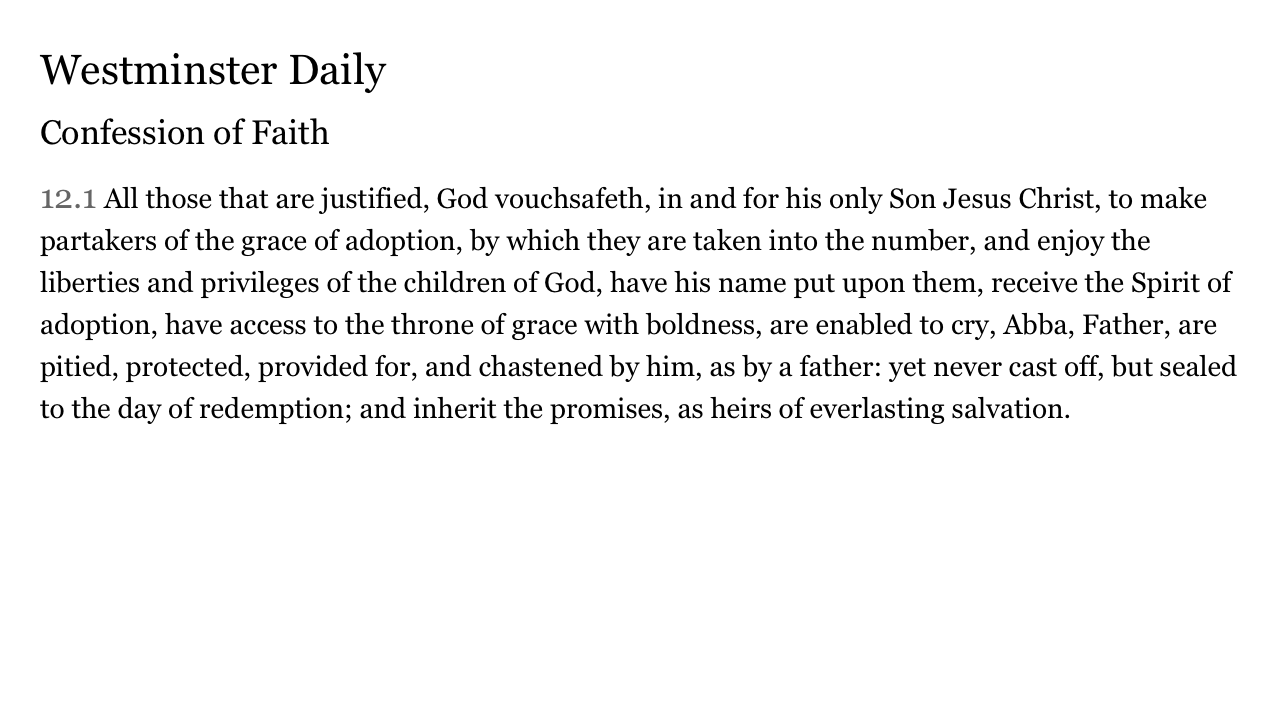 Westminster Daily
Confession of Faith
12.1 All those that are justified, God vouchsafeth, in and for his only Son Jesus Christ, to make
partakers of the grace of adoption, by which they are taken into the number, and enjoy the
liberties and privileges of the children of God, have his name put upon them, receive the Spirit of
adoption, have access to the throne of grace with boldness, are enabled to cry, Abba, Father, are
pitied, protected, provided for, and chastened by him, as by a father: yet never cast off, but sealed
to the day of redemption; and inherit the promises, as heirs of everlasting salvation.